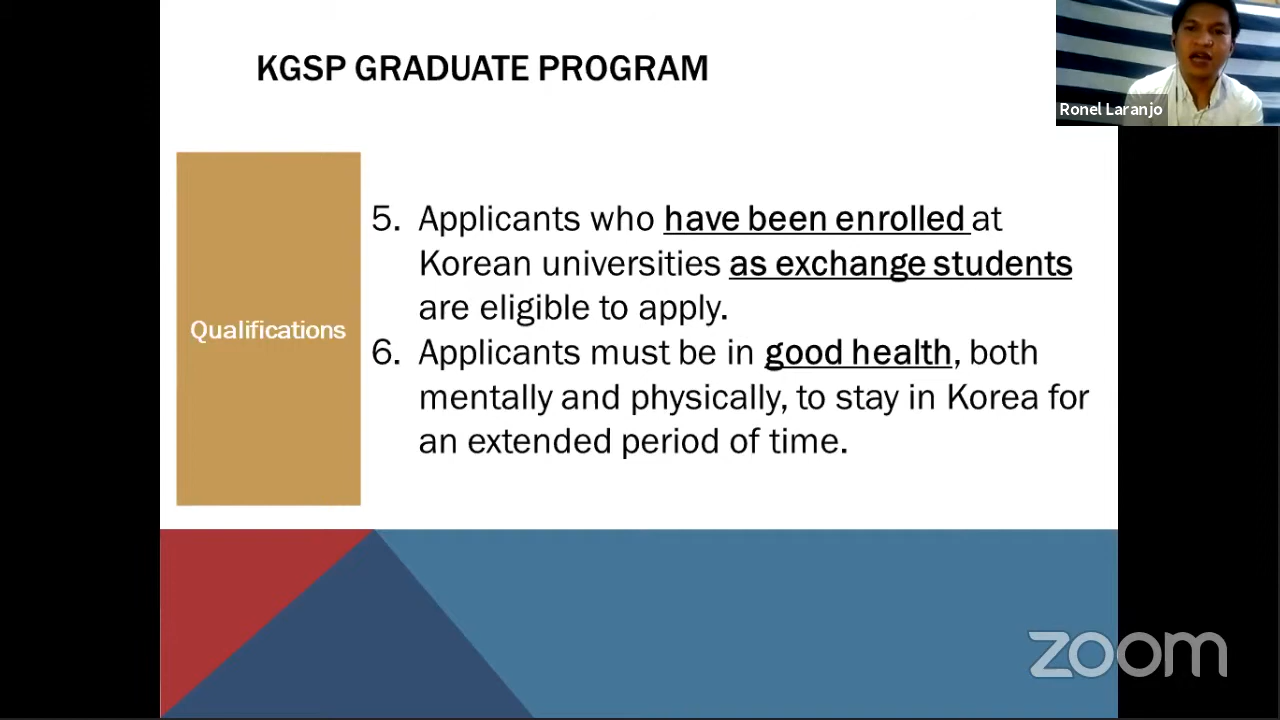 KGSP GRADUATE PROGRAM
Ronel Laranjo
Qualifications
5. Applicants who have been enrolled at
Korean universities as exchange students
are eligible to apply.
6. Applicants must be in good health, both
mentally and physically, to stay in Korea for
an extended period of time.
zoom